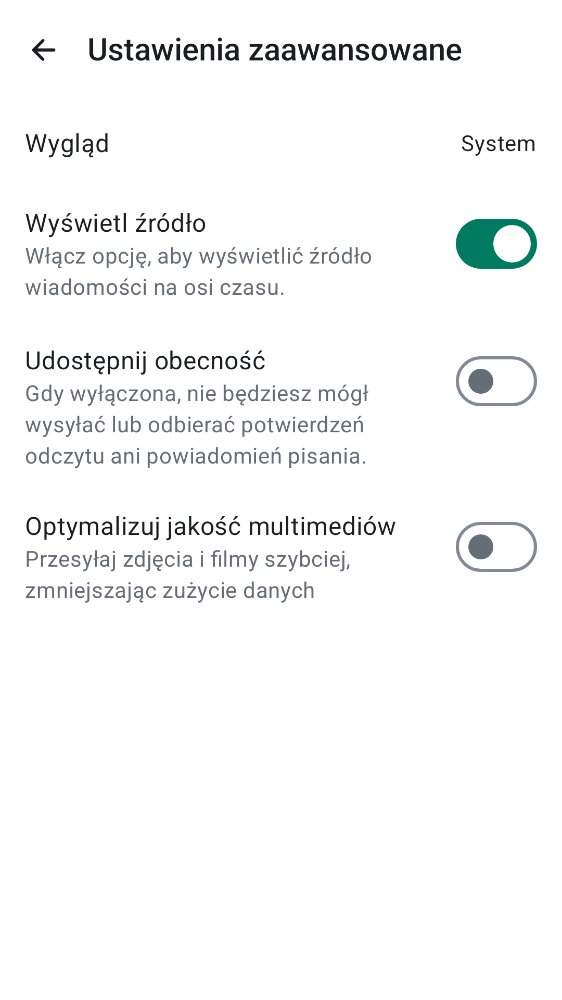 Ustawienia zaawansowane
Wygląd
System
Wyświetl źródło
Włącz opcję, aby wyświetlić źródło
wiadomości na osi czasu.
Udostępnij obecność
Gdy wyłączona, nie będziesz mógł
wysyłać lub odbierać potwierdzeń
odczytu ani powiadomień pisania.
Optymalizuj jakość multimediów
Przesyłaj zdjęcia i filmy szybciej,
zmniejszając zużycie danych